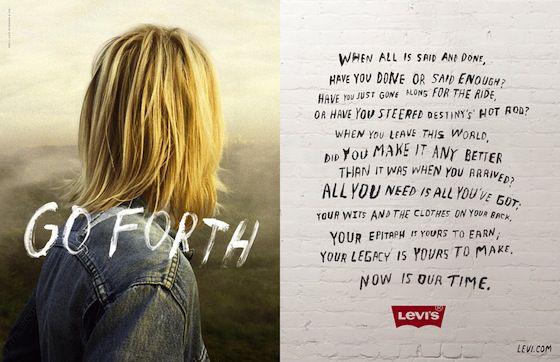 GO FORTH
WHEN ALL IS SAID AND DONE,
HAVE YOU DONE OR SAID ENOUGH?
HAVE YOU JUST GONE ALONG FOR THE RIDE,
OR HAVE YOU STEERED DESTINY'S HOT ROD?
WHEN YOU LEAVE THIS WORLD,
DID YOU MAKE IT ANY BETTER
THAN IT WAS WHEN YOU ARRIVED?
ALL YOU NEED IS ALL YOU'VE GOT.
YOUR WITS AND THE CLOTHES ON YOUR BACK.
YOUR EPITAPH IS YOURS TO EARN;
YOUR LEGACY IS YOURS TO MAKE.
NOW IS OUR TIME.
LEVI'S®
LEVI.COM